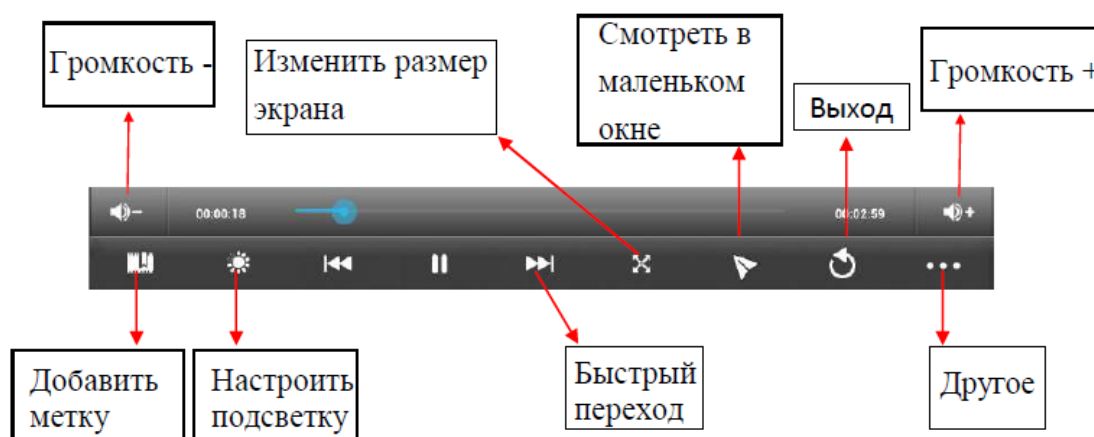 Громкость -
Изменить размер
экрана
Смотреть в
маленьком
окне
Выход
Громкость +
00:00:18
00:02:59
Добавить
метку
Настроить
подсветку
Быстрый
переход
Другое